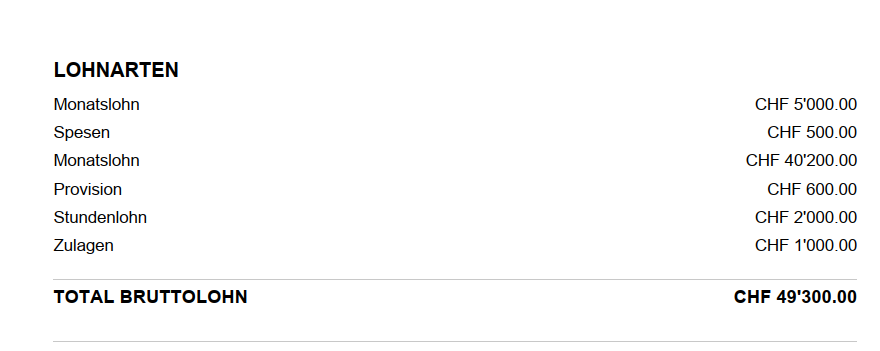 LOHNARTEN
Monatslohn CHF 5'000.00
Spesen CHF 500.00
Monatslohn CHF 40'200.00
Provision CHF 600.00
Stundenlohn CHF 2'000.00
Zulagen CHF 1'000.00
TOTAL BRUTTOLOHN CHF 49'300.00